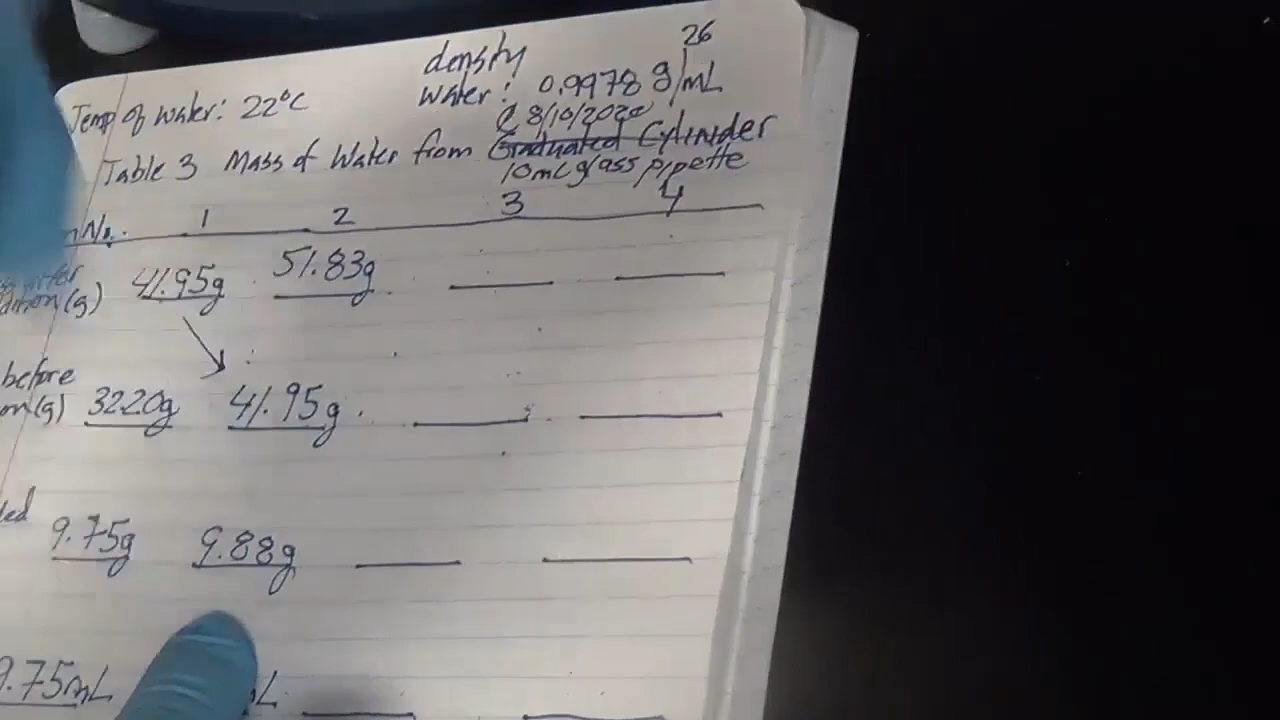 26
density
Temp of water: 22°C water: 0.9978 g/mL
8/10/2020
Table 3 Mass of Water from Graduated Cylinder
10mL glass pipette
No. 1 2 3 4
41.95g 51.83g
(g)
before
(g) 32.20g 41.95g
9.75g 9.88g
9.75mL